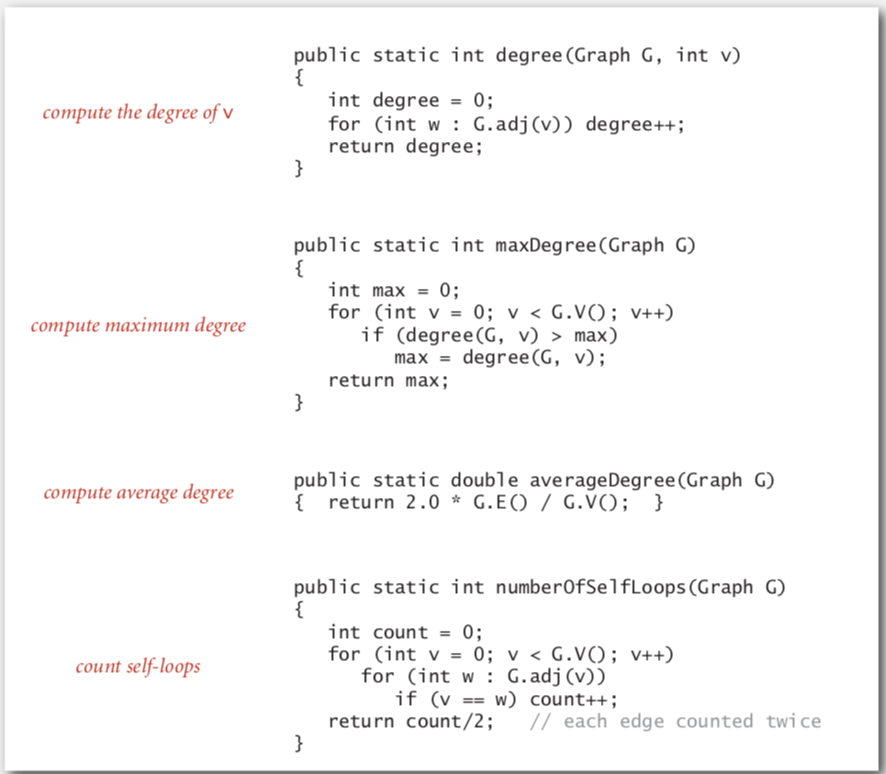 compute the degree of v
public static int degree(Graph G, int v)
{
   int degree = 0;
   for (int w : G.adj(v)) degree++;
   return degree;
}
compute maximum degree
public static int maxDegree(Graph G)
{
   int max = 0;
   for (int v = 0; v < G.V(); v++)
      if (degree(G, v) > max)
         max = degree(G, v);
   return max;
}
compute average degree
public static double averageDegree(Graph G)
{  return 2.0 * G.E() / G.V();  }
count self-loops
public static int numberOfSelfLoops(Graph G)
{
   int count = 0;
   for (int v = 0; v < G.V(); v++)
      for (int w : G.adj(v))
         if (v == w) count++;
   return count/2;   // each edge counted twice
}